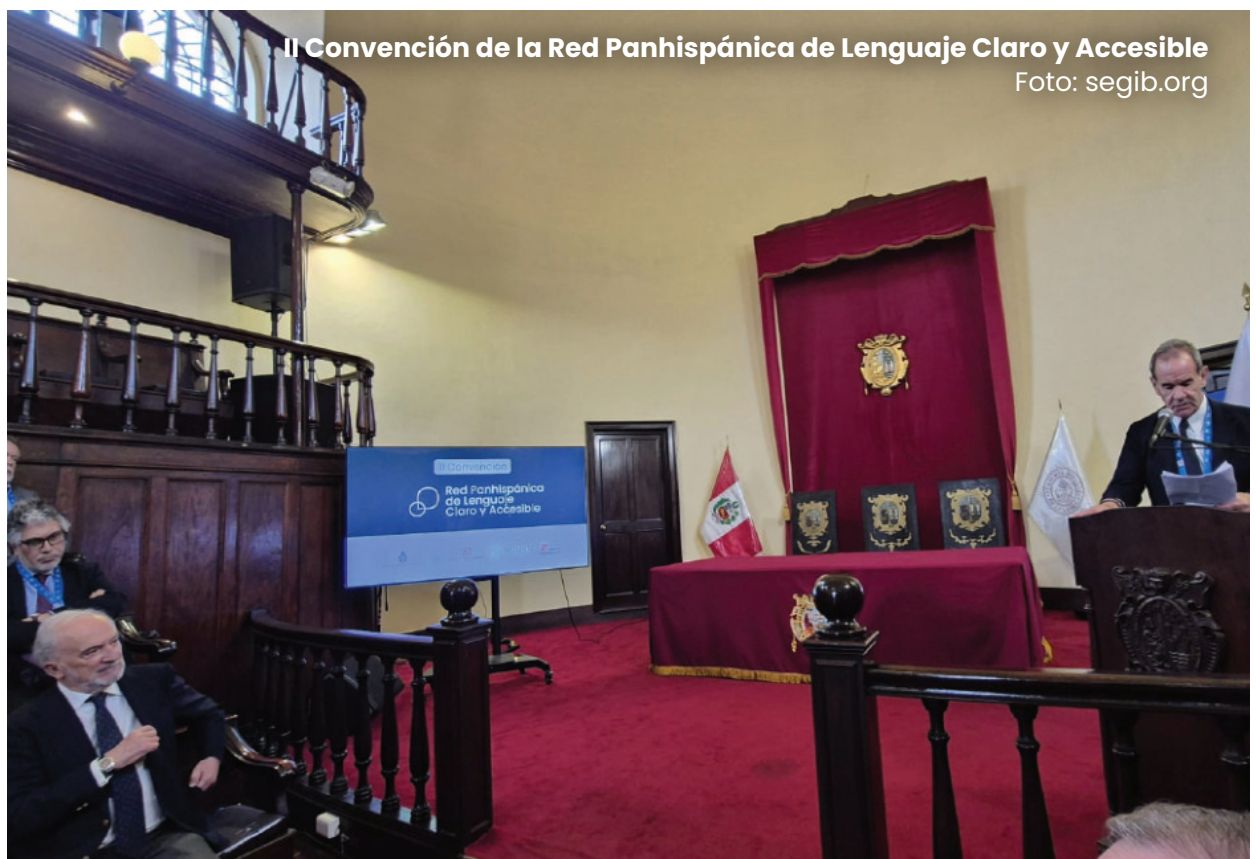 II Convención de la Red Panhispánica de Lenguaje Claro y Accesible
Foto: segib.org
II Convención
Red Panhispánica
de Lenguaje
Claro y Accesible